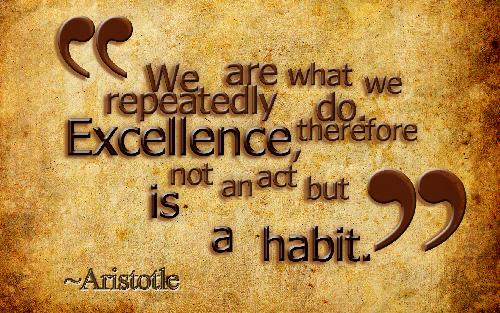 “We are what we
repeatedly do.
Excellence, therefore
is not an act but
a habit.”
~Aristotle